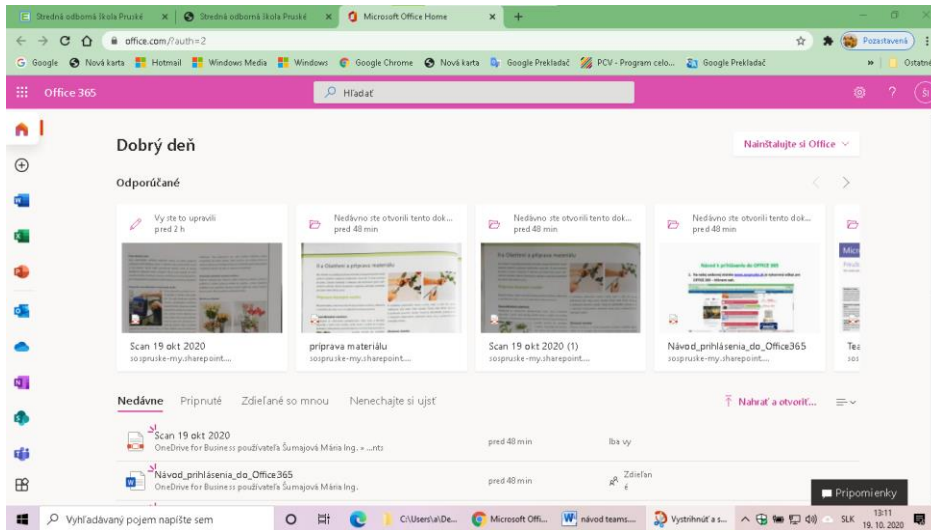 Stredná odborná škola Pruské
Stredná odborná škola Pruské
Microsoft Office Home
office.com/?auth=2
Pozastavená
Google
Nová karta
Hotmail
Windows Media
Windows
Google Chrome
Nová karta
Google Prekladač
PCV - Program celo...
Google Prekladač
Ostatné
Office 365
Hľadať
Dobrý deň
Nainštalujte si Office
Odporúčané
Vy ste to upravili
pred 2 h
Nedávno ste otvorili tento dok...
pred 48 min
Nedávno ste otvorili tento dok...
pred 48 min
Nedávno ste otvorili tento dok...
pred 48 min
Scan 19 okt 2020
sospruske-my.sharepoint....
príprava materiálu
sospruske-my.sharepoint....
Scan 19 okt 2020 (1)
sospruske-my.sharepoint....
Návod_prihlásenia_do_Office365
sospruske-my.sharepoint....
Tea
Nedávne
Pripnuté
Zdieľané so mnou
Nenechajte si ujsť
Nahrať a otvoriť...
Scan 19 okt 2020
OneDrive for Business používateľa Šumajová Mária Ing. » ...nts
pred 48 min
Iba vy
Návod_prihlásenia_do_Office365
OneDrive for Business používateľa Šumajová Mária Ing.
pred 48 min
Zdieľan
é
Pripomienky
Vyhľadávaný pojem napíšte sem
C:\Users\a\De...
Microsoft Offi...
návod teams....
Vystrihnúť a s...
SLK
13:11
19. 10. 2020